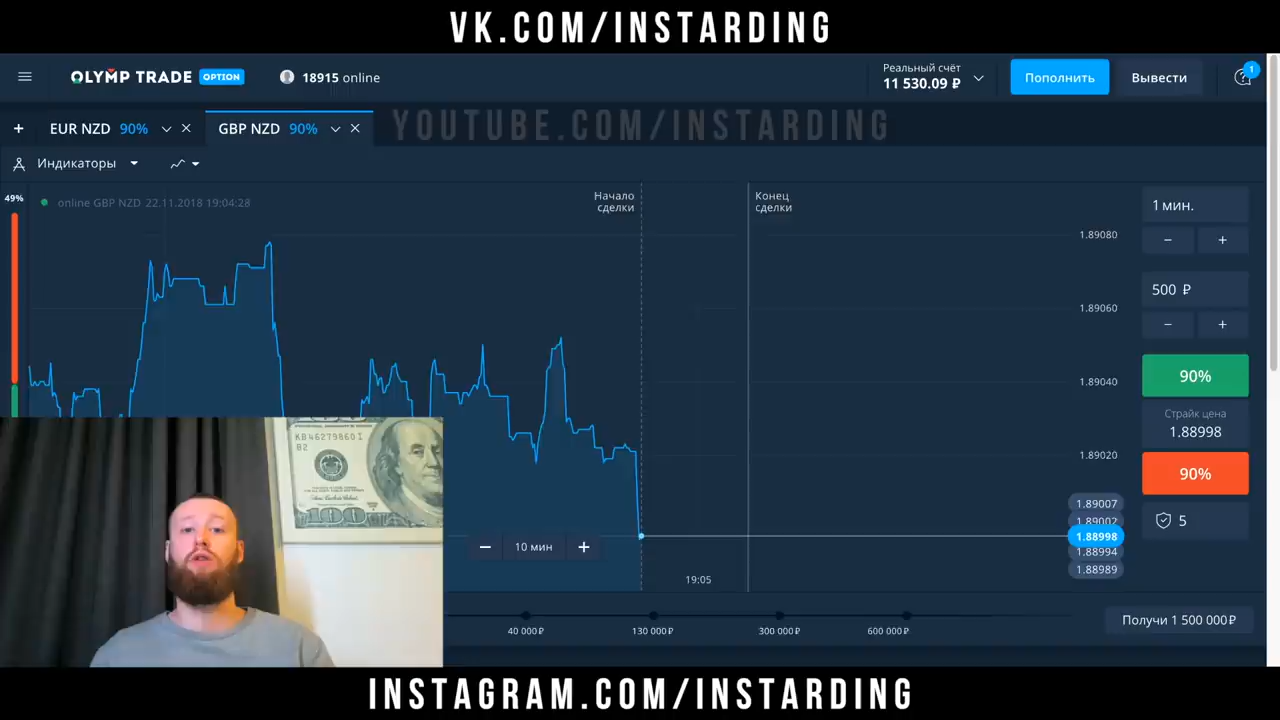 VK.COM/INSTARDING
OLYMP TRADE OPTION
18915 online
Реальный счёт
11 530.09 ₽
Пополнить
Вывести
1
+ EUR NZD 90%
GBP NZD 90%
YOUTUBE.COM/INSTARDING
Индикаторы
49%
online GBP NZD 22.11.2018 19:04:28
Начало
сделки
Конец
сделки
1.89080
1.89060
1.89040
1.89020
1.89007
1.89002
1.88998
1.88994
1.88989
1 мин.
− +
500 ₽
− +
90%
Страйк цена
1.88998
90%
5
− 10 мин +
19:05
40 000 ₽
130 000 ₽
300 000 ₽
600 000 ₽
Получи 1 500 000 ₽
KB46279860 I
B2
100
INSTAGRAM.COM/INSTARDING